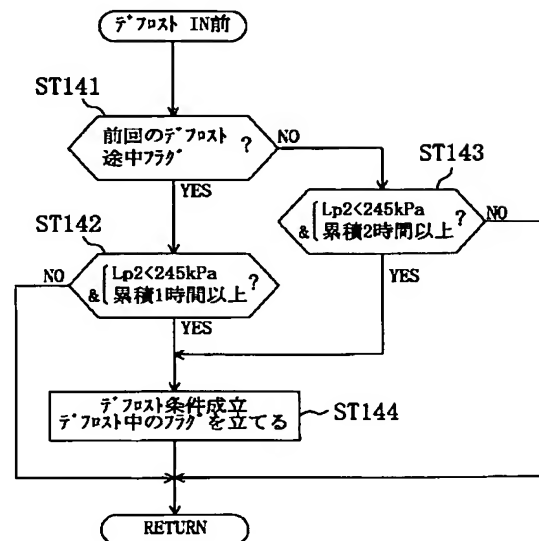 デフロスト IN前
ST141
前回のデフロスト
途中フラグ ?
NO
ST143
YES
Lp2<245kPa
& 累積2時間以上 ?
NO
ST142
NO
Lp2<245kPa
& 累積1時間以上 ?
YES
YES
デフロスト条件成立
デフロスト中のフラグを立てる
ST144
RETURN